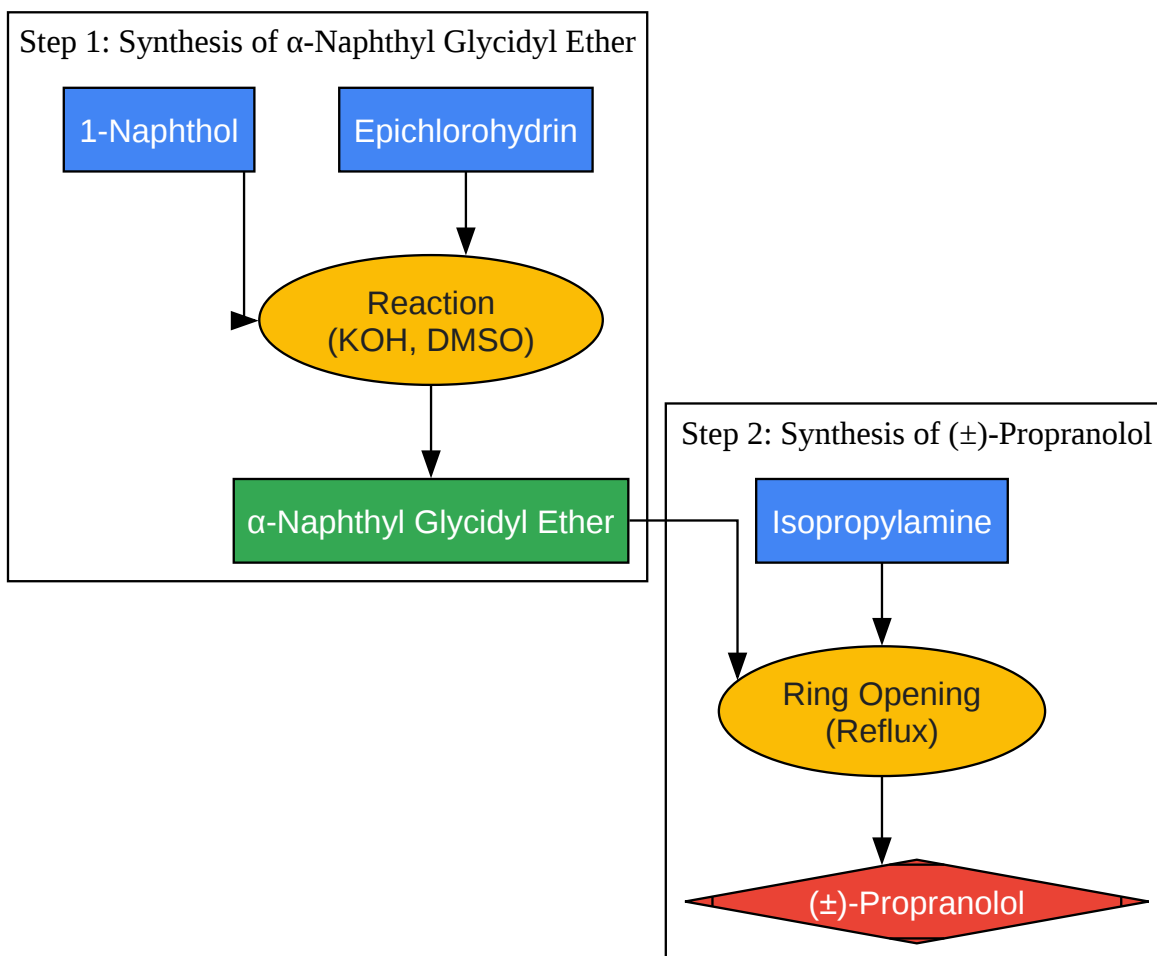 Step 1: Synthesis of α-Naphthyl Glycidyl Ether
1-Naphthol
Epichlorohydrin
Reaction
(KOH, DMSO)
α-Naphthyl Glycidyl Ether
Step 2: Synthesis of (±)-Propranolol
Isopropylamine
Ring Opening
(Reflux)
(±)-Propranolol